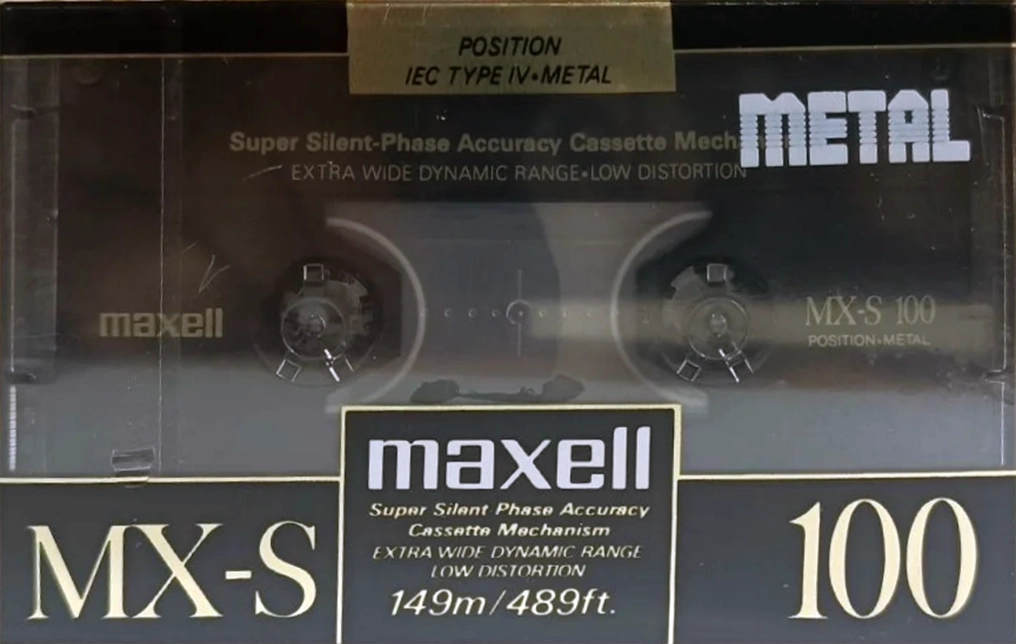 POSITION
IEC TYPE IV•METAL
METAL
Super Silent-Phase Accuracy Cassette Mech
EXTRA WIDE DYNAMIC RANGE•LOW DISTORTION
maxell
MX-S 100
POSITION•METAL
maxell
Super Silent Phase Accuracy
Cassette Mechanism
EXTRA WIDE DYNAMIC RANGE
LOW DISTORTION
149m/489ft.
MX-S
100